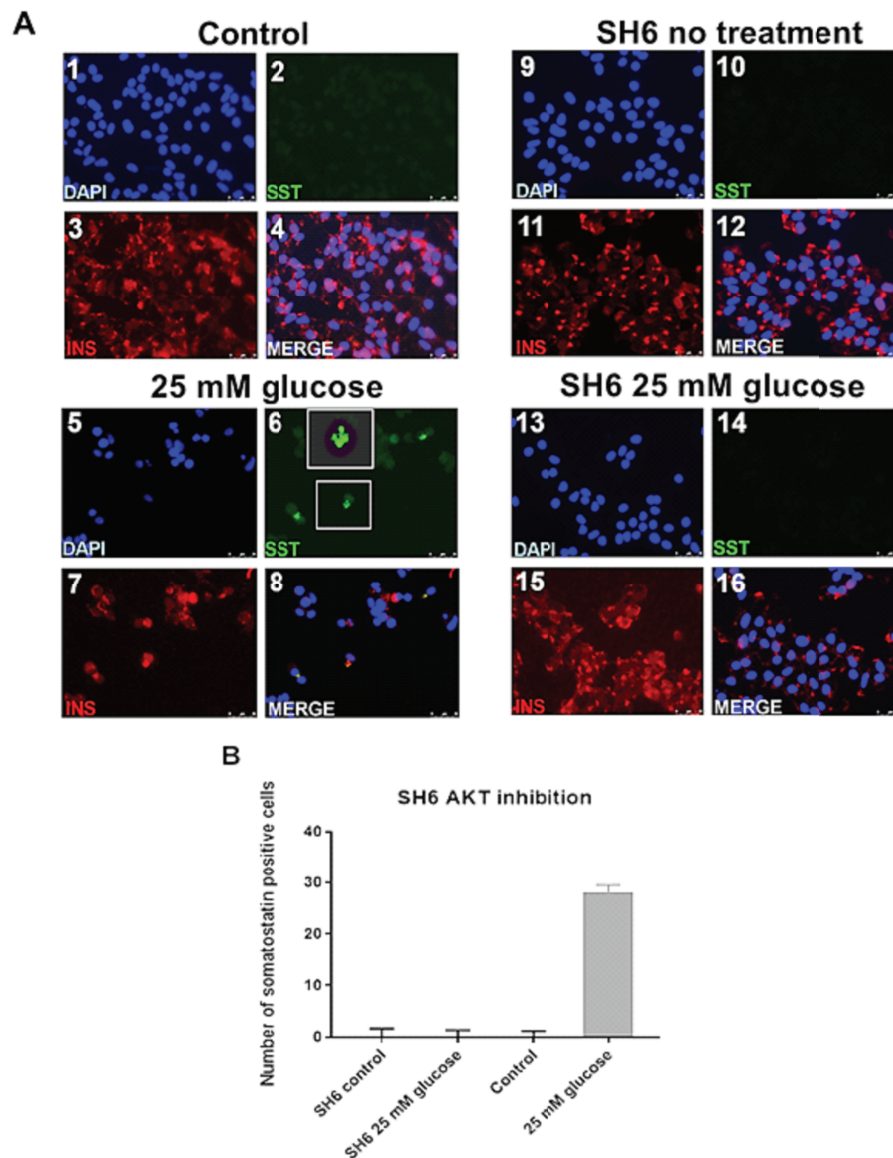 A
Control
SH6 no treatment
1
2
9
10
DAPI
SST
DAPI
SST
3
4
11
12
INS
MERGE
INS
MERGE
25 mM glucose
SH6 25 mM glucose
5
6
13
14
DAPI
SST
DAPI
SST
7
8
15
16
INS
MERGE
INS
MERGE
B
SH6 AKT inhibition
Number of somatostatin positive cells
40
30
20
10
0
SH6 control
SH6 25 mM glucose
Control
25 mM glucose